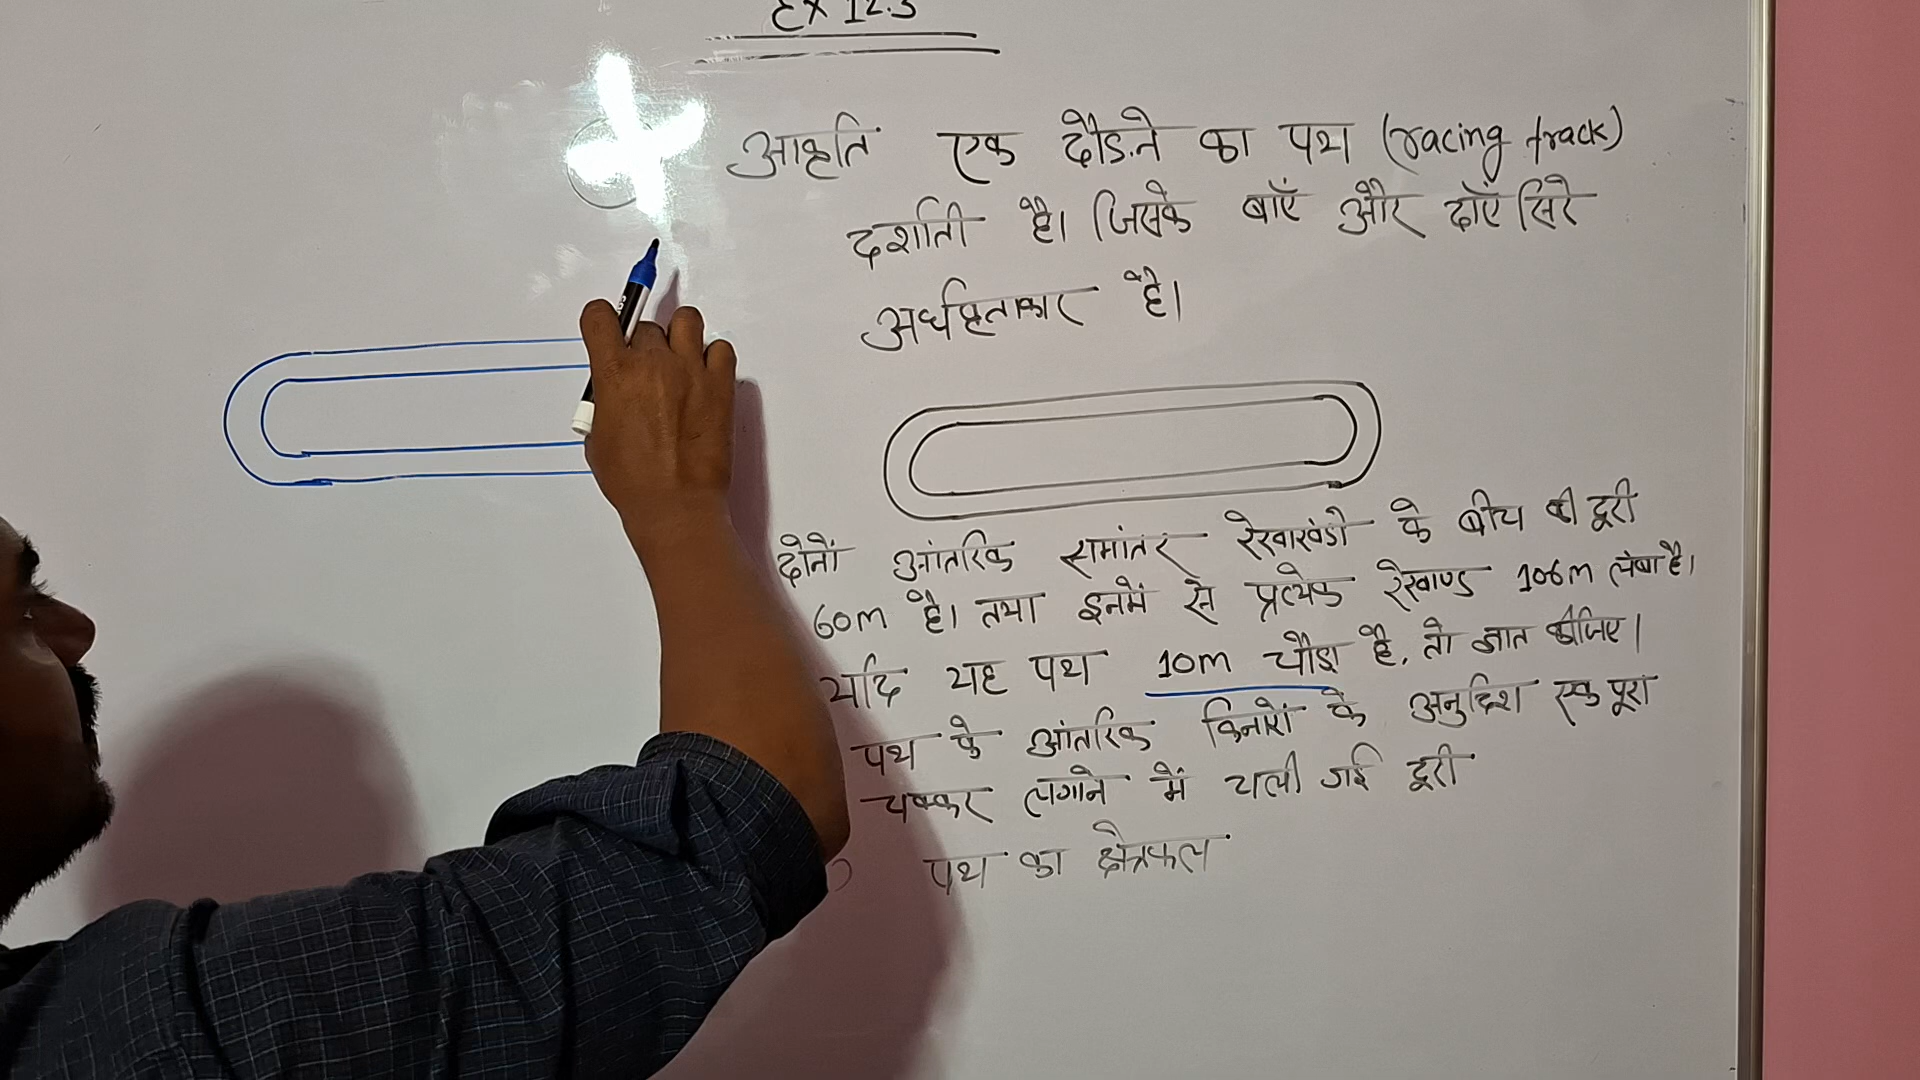 Ex 12.3
आकृति एक दौड़ने का पथ (racing track)
दर्शाती है। जिसके बाएँ और दाएँ सिरे
अर्धवृताकार है।
दोनों आंतरिक समांतर रेखाखंडो के बीच की दूरी
60m है। तथा इनमें से प्रत्येक रेखाण्ड 106m लंबा है।
यदि यह पथ 10m चौड़ा है, तो ज्ञात कीजिए।
पथ के आंतरिक किनारों के अनुदिश एक पूरा
चक्कर लगाने में चली गई दूरी
पथ का क्षेत्रफल